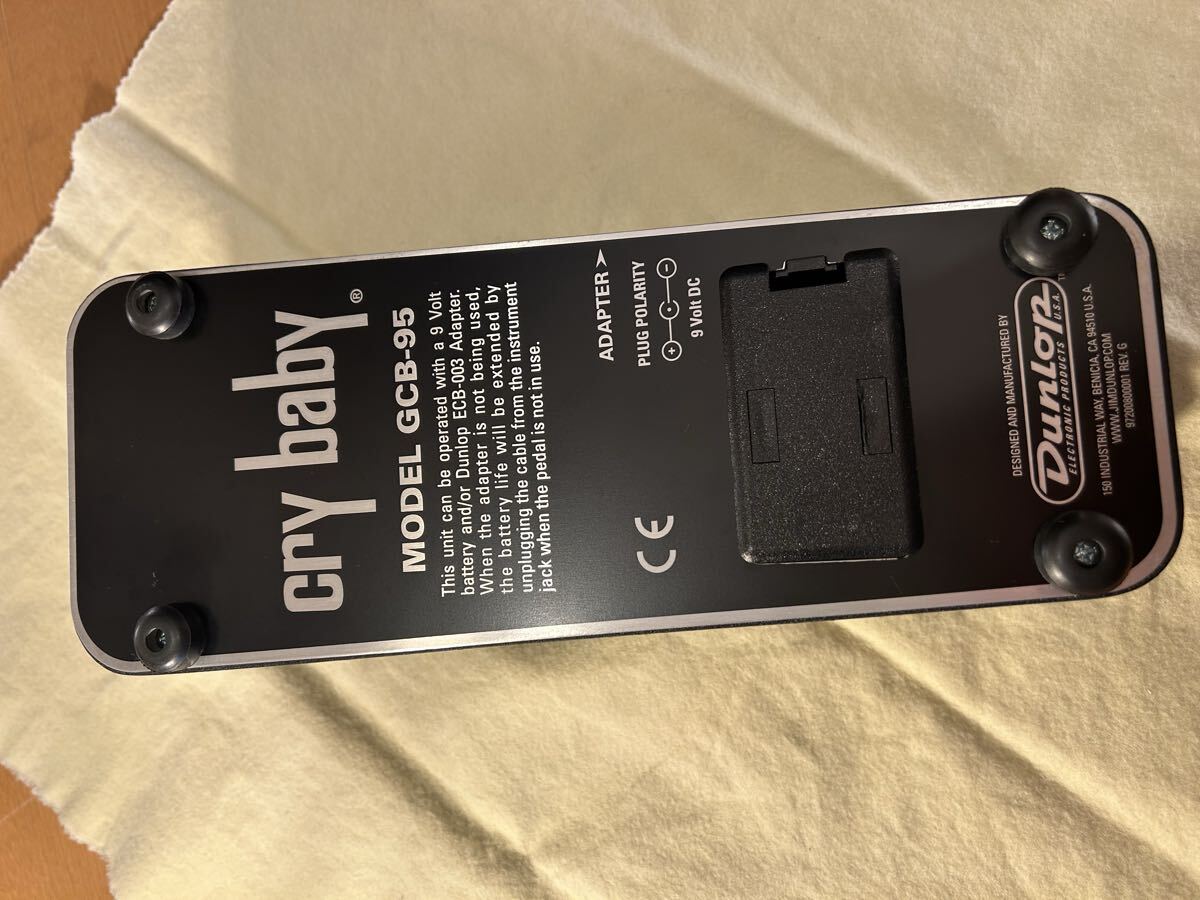 cry baby®
MODEL GCB-95
This unit can be operated with a 9 Volt
battery and/or Dunlop ECB-003 Adapter.
When the adapter is not being used,
the battery life will be extended by
unplugging the cable from the instrument
jack when the pedal is not in use.
ADAPTER
PLUG POLARITY
+ -
9 Volt DC
CE
DESIGNED AND MANUFACTURED BY
Dunlop
ELECTRONIC PRODUCTS U.S.A.
150 INDUSTRIAL WAY, BENICIA, CA 94510 U.S.A.
WWW.JIMDUNLOP.COM
97200800001 REV. G